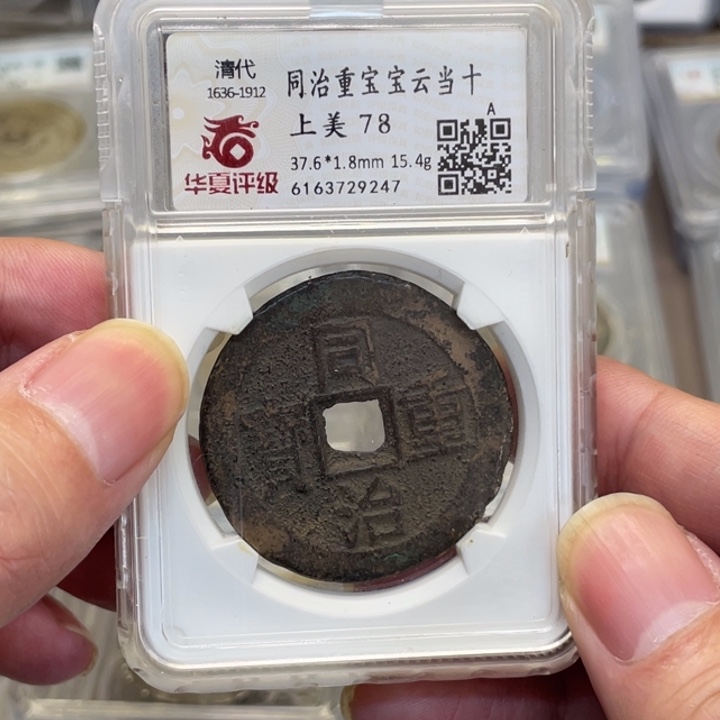 清代
1636-1912
华夏评级
同治重宝宝云当十
上美 78
A
37.6*1.8mm 15.4g
6163729247
同
重
治